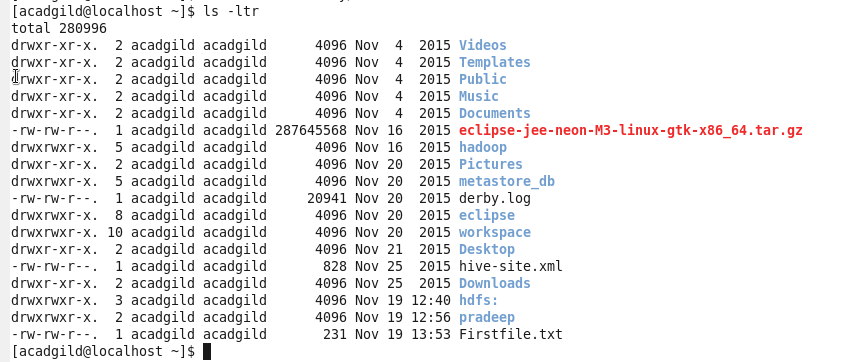 [acadgild@localhost ~]$ ls -ltr
total 280996
drwxr-xr-x.  2 acadgild acadgild      4096 Nov  4  2015 Videos
drwxr-xr-x.  2 acadgild acadgild      4096 Nov  4  2015 Templates
drwxr-xr-x.  2 acadgild acadgild      4096 Nov  4  2015 Public
drwxr-xr-x.  2 acadgild acadgild      4096 Nov  4  2015 Music
drwxr-xr-x.  2 acadgild acadgild      4096 Nov  4  2015 Documents
-rw-rw-r--.  1 acadgild acadgild 287645568 Nov 16  2015 eclipse-jee-neon-M3-linux-gtk-x86_64.tar.gz
drwxrwxr-x.  5 acadgild acadgild      4096 Nov 16  2015 hadoop
drwxr-xr-x.  2 acadgild acadgild      4096 Nov 20  2015 Pictures
drwxrwxr-x.  5 acadgild acadgild      4096 Nov 20  2015 metastore_db
-rw-rw-r--.  1 acadgild acadgild     20941 Nov 20  2015 derby.log
drwxrwxr-x.  8 acadgild acadgild      4096 Nov 20  2015 eclipse
drwxrwxr-x. 10 acadgild acadgild      4096 Nov 20  2015 workspace
drwxr-xr-x.  2 acadgild acadgild      4096 Nov 21  2015 Desktop
-rw-rw-r--.  1 acadgild acadgild       828 Nov 25  2015 hive-site.xml
drwxr-xr-x.  2 acadgild acadgild      4096 Nov 25  2015 Downloads
drwxrwxr-x.  3 acadgild acadgild      4096 Nov 19 12:40 hdfs:
drwxrwxr-x.  2 acadgild acadgild      4096 Nov 19 12:56 pradeep
-rw-rw-r--.  1 acadgild acadgild       231 Nov 19 13:53 Firstfile.txt
[acadgild@localhost ~]$